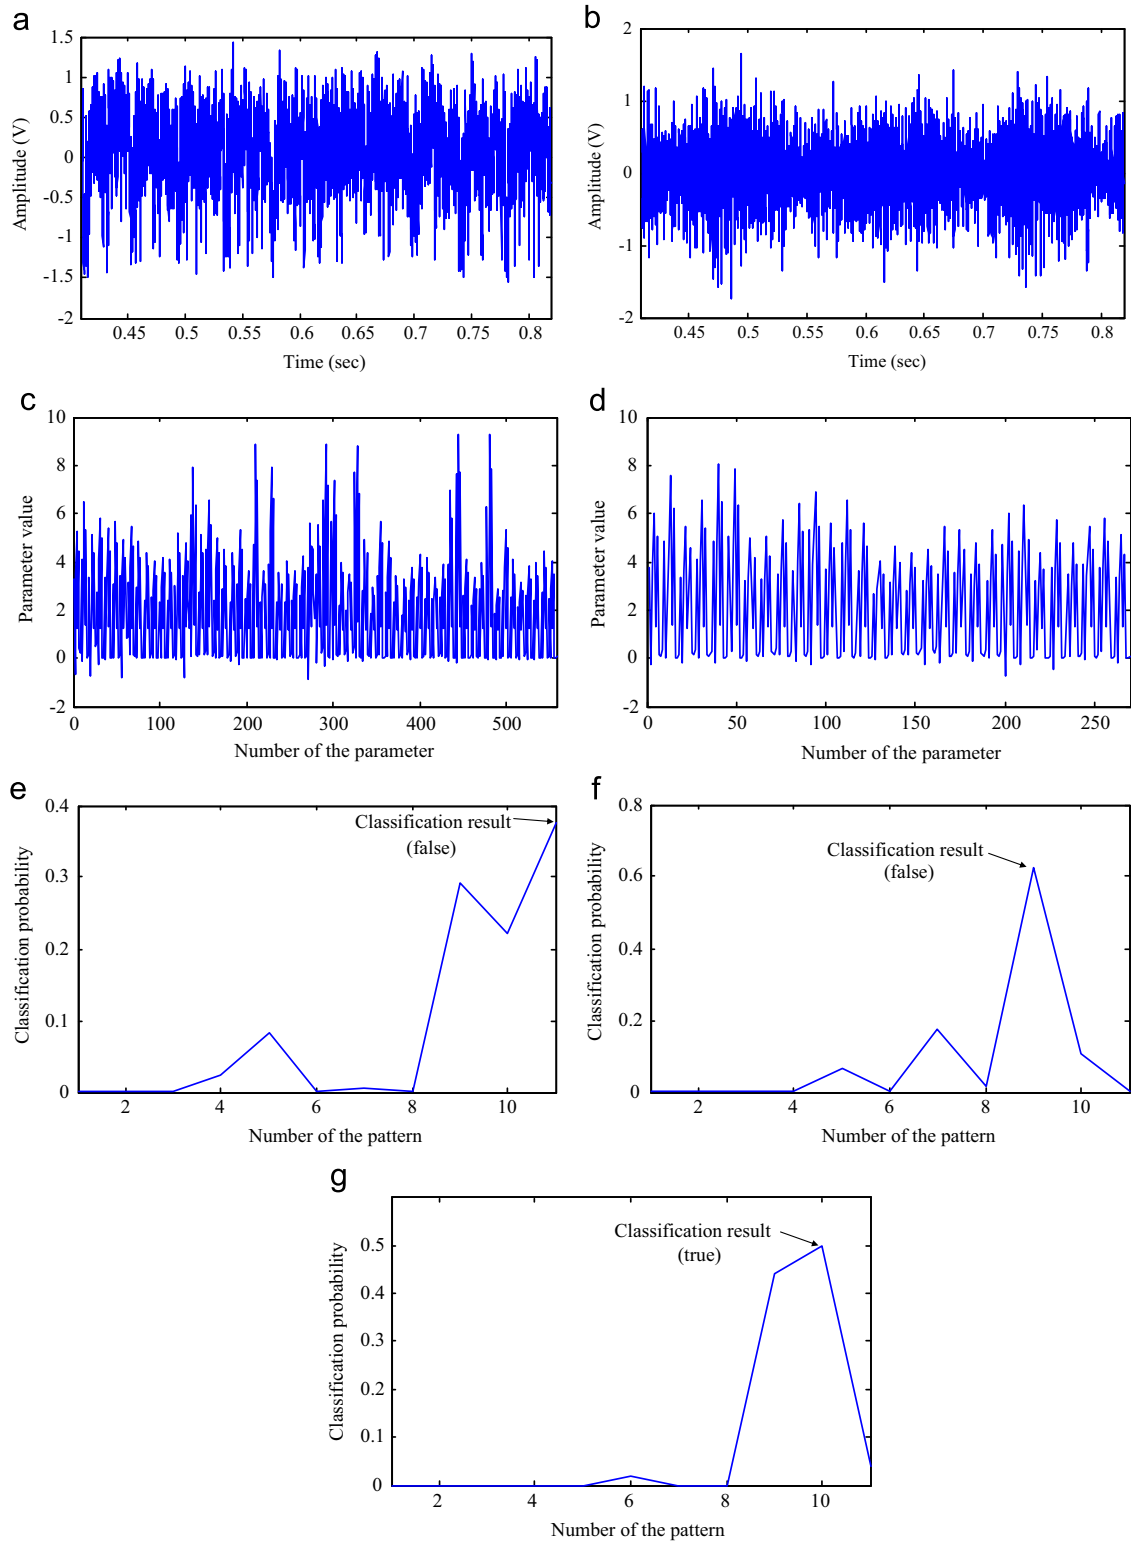 a
1.5
1
0.5
0
-0.5
-1
-1.5
-2
Amplitude (V)
0.45 0.5 0.55 0.6 0.65 0.7 0.75 0.8
Time (sec)
b
2
1
0
-1
-2
Amplitude (V)
0.45 0.5 0.55 0.6 0.65 0.7 0.75 0.8
Time (sec)
c
10
8
6
4
2
0
-2
Parameter value
0 100 200 300 400 500
Number of the parameter
d
10
8
6
4
2
0
-2
Parameter value
0 50 100 150 200 250
Number of the parameter
e
0.4
0.3
0.2
0.1
0
Classification probability
Classification result
(false)
2 4 6 8 10
Number of the pattern
f
0.8
0.6
0.4
0.2
0
Classification probability
Classification result
(false)
2 4 6 8 10
Number of the pattern
g
0.5
0.4
0.3
0.2
0.1
0
Classification probability
Classification result
(true)
2 4 6 8 10
Number of the pattern